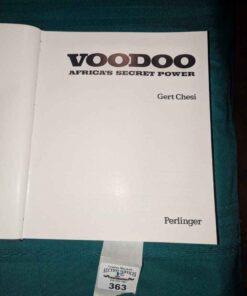 VOODOO
AFRICA'S SECRET POWER
Gert Chesi
Perlinger
363